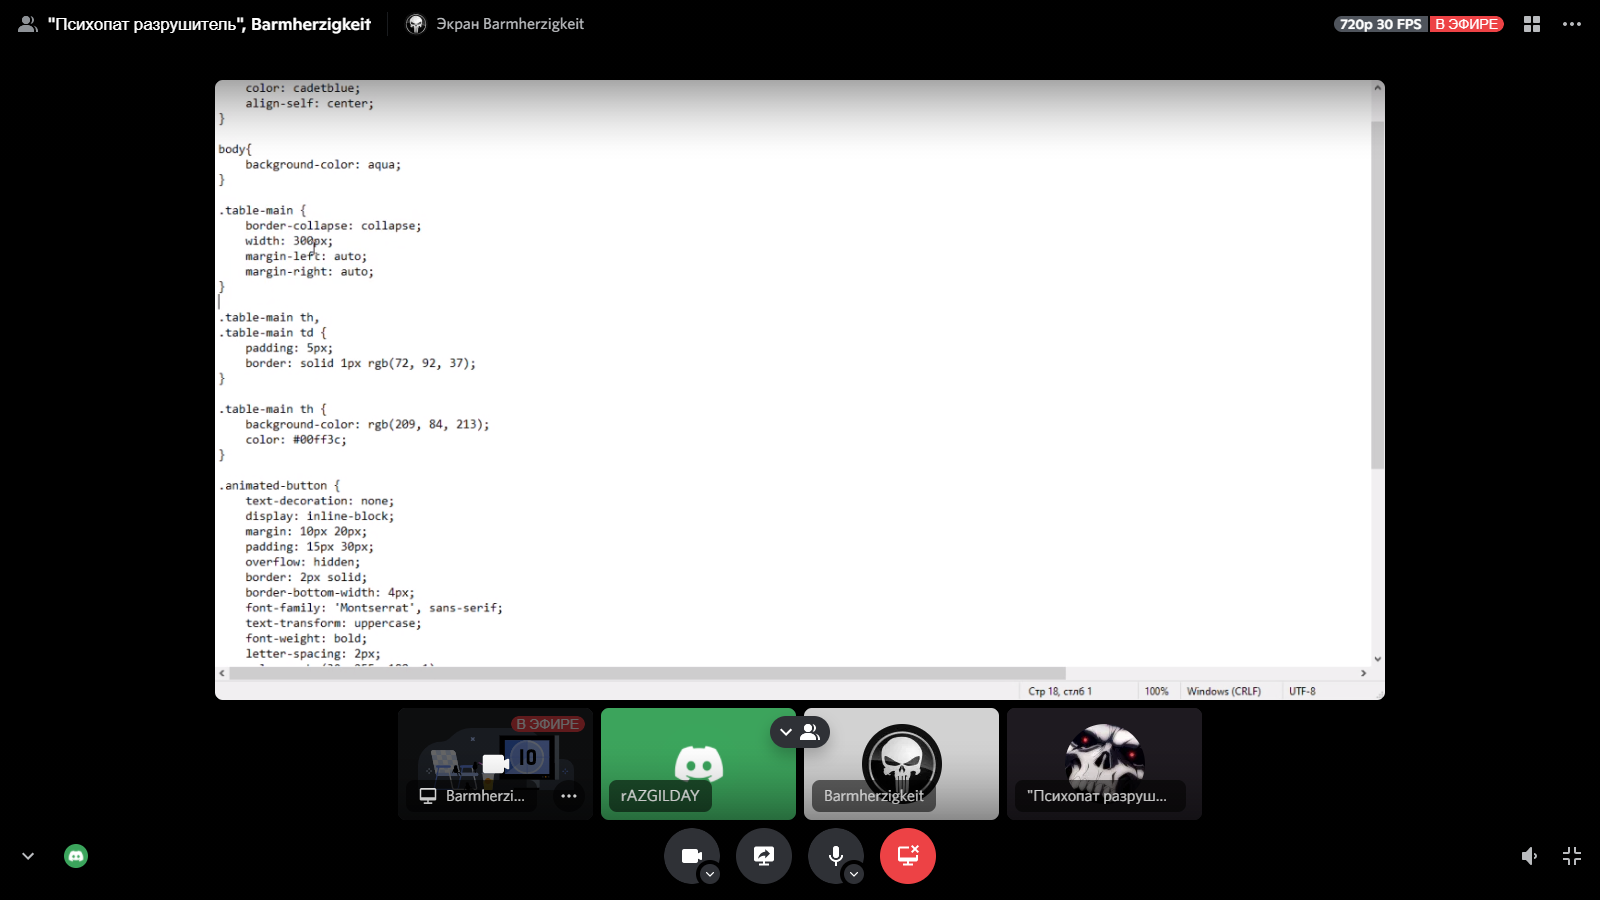 "Психопат разрушитель", Barmherzigkeit
Экран Barmherzigkeit
720p 30 FPS
В ЭФИРЕ
color: cadetblue;
align-self: center;
}
body{
background-color: aqua;
}
.table-main {
border-collapse: collapse;
width: 300px;
margin-left: auto;
margin-right: auto;
}
.table-main th,
.table-main td {
padding: 5px;
border: solid 1px rgb(72, 92, 37);
}
.table-main th {
background-color: rgb(209, 84, 213);
color: #00ff3c;
}
.animated-button {
text-decoration: none;
display: inline-block;
margin: 10px 20px;
padding: 15px 30px;
overflow: hidden;
border: 2px solid;
border-bottom-width: 4px;
font-family: 'Montserrat', sans-serif;
text-transform: uppercase;
font-weight: bold;
letter-spacing: 2px;
Стр 18, стлб 1
100%
Windows (CRLF)
UTF-8
В ЭФИРЕ
10
Barmherzi...
rAZGILDAY
Barmherzigkeit
"Психопат разруш...